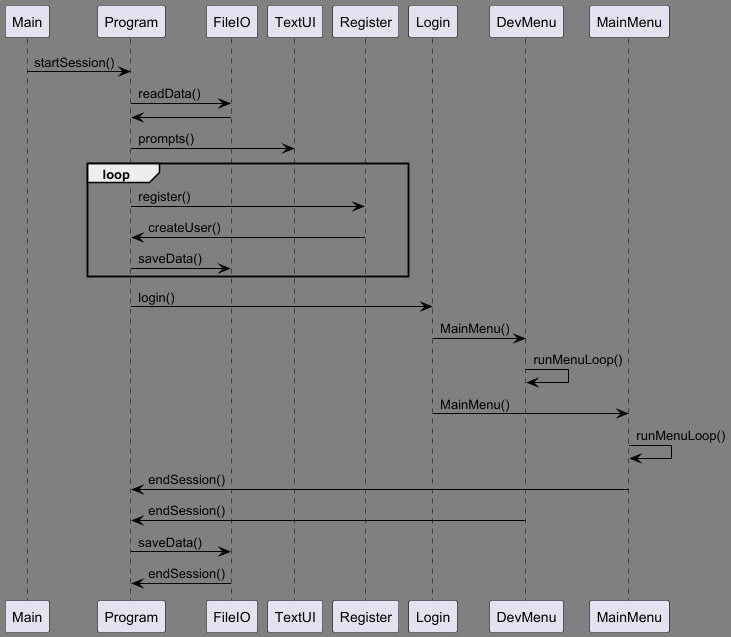 Main Program FileIO TextUI Register Login DevMenu MainMenu
startSession()
readData()
prompts()
loop
register()
createUser()
saveData()
login()
MainMenu()
runMenuLoop()
MainMenu()
runMenuLoop()
endSession()
endSession()
saveData()
endSession()
Main Program FileIO TextUI Register Login DevMenu MainMenu